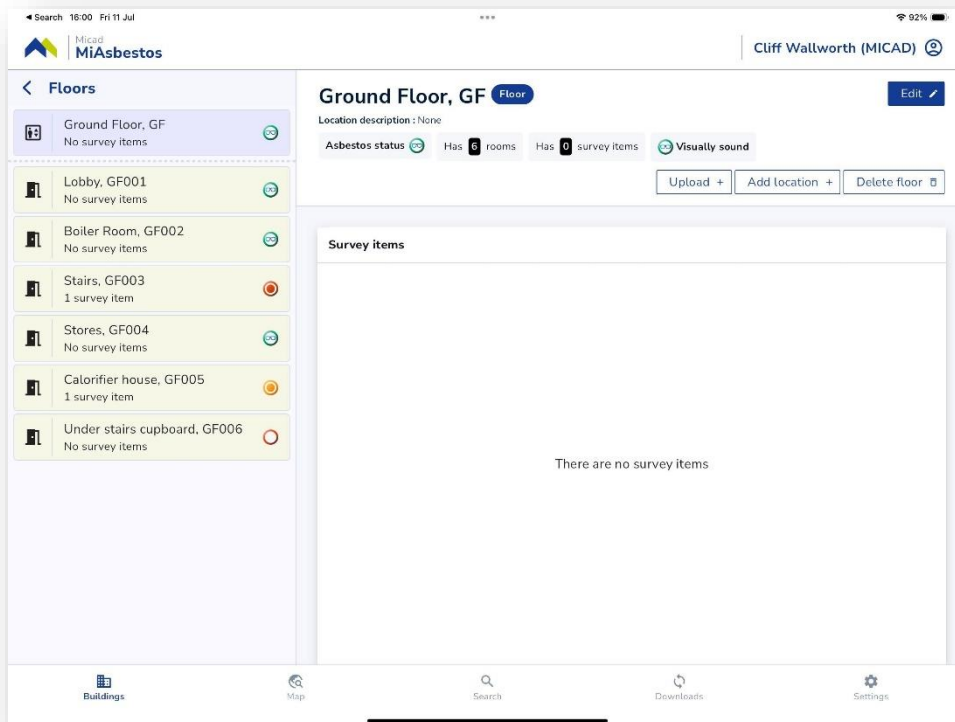 Search 16:00 Fri 11 Jul
92%
Micad
MiAsbestos
Cliff Wallworth (MICAD)
Floors
Ground Floor, GF
No survey items
Lobby, GF001
No survey items
Boiler Room, GF002
No survey items
Stairs, GF003
1 survey item
Stores, GF004
No survey items
Calorifier house, GF005
1 survey item
Under stairs cupboard, GF006
No survey items
Ground Floor, GF Floor
Edit
Location description : None
Asbestos status Has 6 rooms Has 0 survey items Visually sound
Upload + Add location + Delete floor
Survey items
There are no survey items
Buildings Map Search Downloads Settings